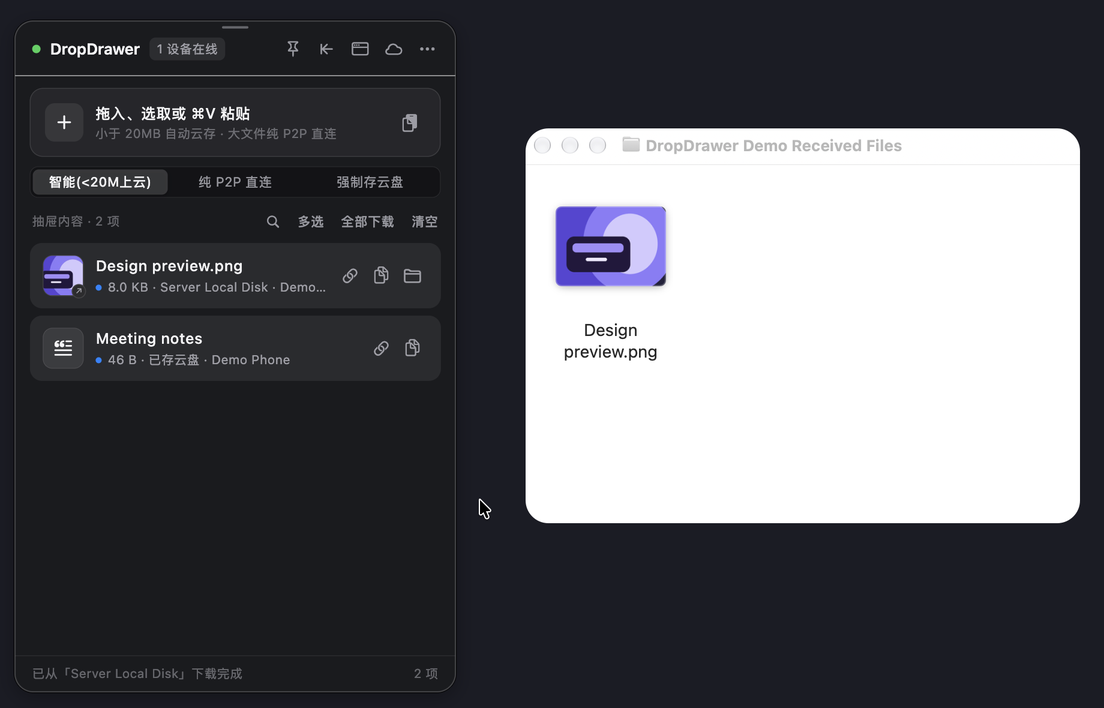 DropDrawer
1 设备在线
拖入、选取或 ⌘V 粘贴
小于 20MB 自动云存 · 大文件纯 P2P 直连
智能(<20M上云)
纯 P2P 直连
强制存云盘
抽屉内容 · 2 项
多选
全部下载
清空
Design preview.png
8.0 KB · Server Local Disk · Demo...
Meeting notes
46 B · 已存云盘 · Demo Phone
已从「Server Local Disk」下载完成
2 项
DropDrawer Demo Received Files
Design
preview.png